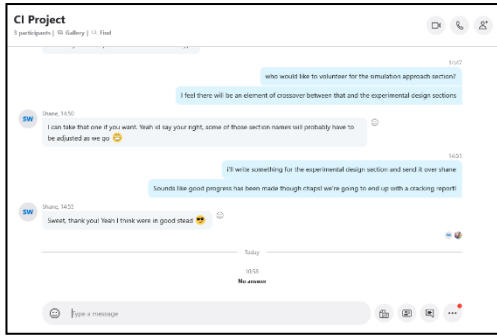 CI Project
3 participants | Gallery | Find
14:47
who would like to volunteer for the simulation approach section?
I feel there will be an element of crossover between that and the experimental design sections
Shane, 14:50
SW
I can take that one if you want. Yeah id say your right, some of those section names will probably have to
be adjusted as we go
14:51
i'll write something for the experimental design section and send it over shane
Sounds like good progress has been made though chaps! we're going to end up with a cracking report!
Shane, 14:53
SW
Sweet, thank you! Yeah I think were in good stead
Today
10:58
No answer
Type a message